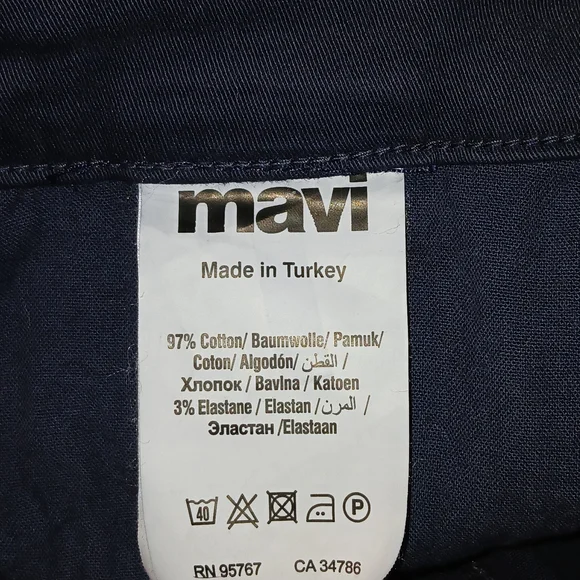 mavi
Made in Turkey
97% Cotton/ Baumwolle/ Pamuk/
Coton/ Algodón/ القطن /
Хлопок / Bavlna / Katoen
3% Elastane / Elastan / المرن /
Эластан /Elastaan
40 P
RN 95767 CA 34786